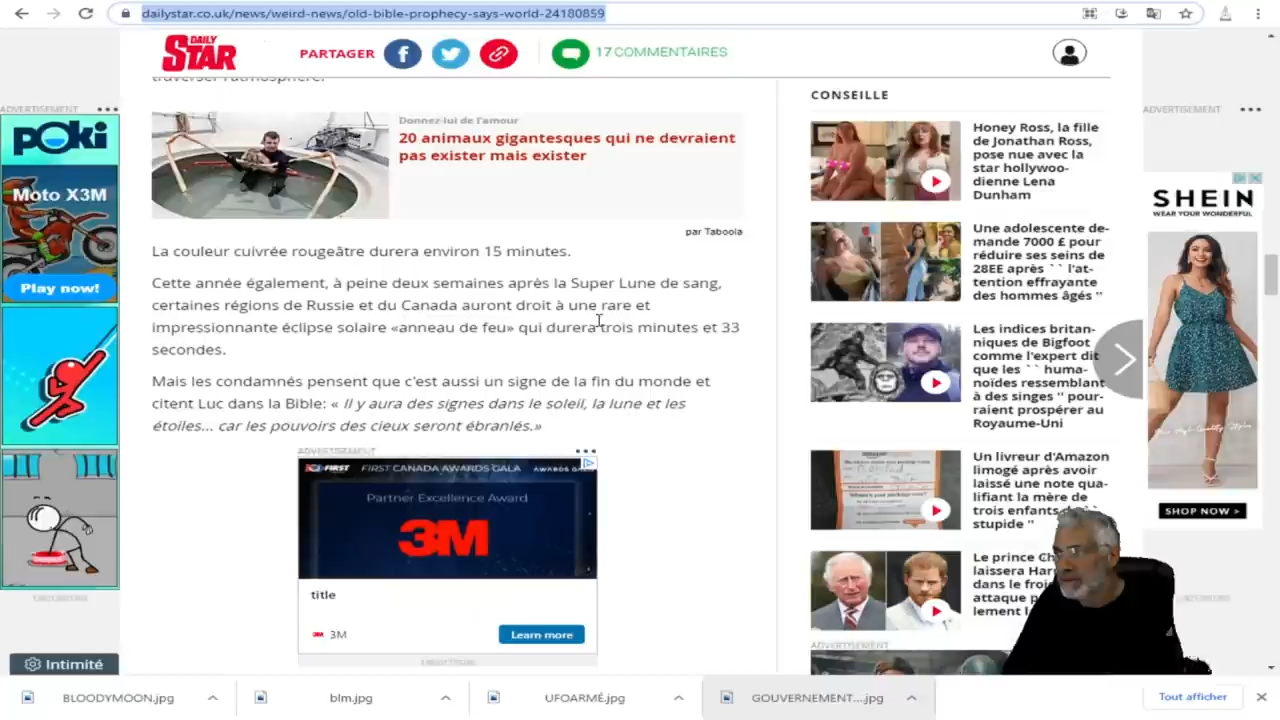 dailystar.co.uk/news/weird-news/old-bible-prophecy-says-world-24180859
DAILY
STAR
PARTAGER
17 COMMENTAIRES
traverser l'atmosphère.
ADVERTISEMENT
poki
Moto X3M
Play now!
Intimité
Donnez-lui de l'amour
20 animaux gigantesques qui ne devraient
pas exister mais exister
par Taboola
La couleur cuivrée rougeâtre durera environ 15 minutes.
Cette année également, à peine deux semaines après la Super Lune de sang,
certaines régions de Russie et du Canada auront droit à une rare et
impressionnante éclipse solaire «anneau de feu» qui durera trois minutes et 33
secondes.
Mais les condamnés pensent que c'est aussi un signe de la fin du monde et
citent Luc dans la Bible: « Il y aura des signes dans le soleil, la lune et les
étoiles... car les pouvoirs des cieux seront ébranlés.»
ADVERTISEMENT
FIRST FIRST CANADA AWARDS GALA
Partner Excellence Award
3M
title
3M
Learn more
CONSEILLE
Honey Ross, la fille
de Jonathan Ross,
pose nue avec la
star hollywoo-
dienne Lena
Dunham
Une adolescente de-
mande 7000 £ pour
réduire ses seins de
28EE après `` l'at-
tention effrayante
des hommes âgés ''
Les indices britan-
niques de Bigfoot
comme l'expert dit
que les `` huma-
noïdes ressemblant
à des singes '' pour-
raient prospérer au
Royaume-Uni
Un livreur d'Amazon
limogé après avoir
laissé une note qua-
lifiant la mère de
trois enfants
stupide ''
Le prince
laissera
dans le
attaque
ADVERTISEMENT
ADVERTISEMENT
SHEIN
WEAR YOUR WONDERFUL
SHOP NOW >
BLOODYMOON.jpg
blm.jpg
UFOARMÉ.jpg
GOUVERNEMENT....jpg
Tout afficher